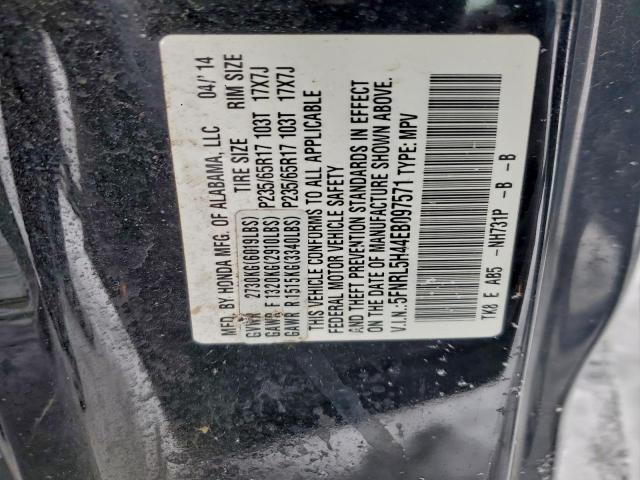 MFD. BY HONDA MFG. OF ALABAMA, LLC 04/'14
TIRE SIZE RIM SIZE
GVWR 2730KG(6019LBS)
GAWR F 1320KG(2910LBS) P235/65R17 103T 17X7J
GAWR R 1515KG(3340LBS) P235/65R17 103T 17X7J
THIS VEHICLE CONFORMS TO ALL APPLICABLE
FEDERAL MOTOR VEHICLE SAFETY
AND THEFT PREVENTION STANDARDS IN EFFECT
ON THE DATE OF MANUFACTURE SHOWN ABOVE.
V.I.N.:5FNRL5H44EB097571 TYPE: MPV
TK8 E AB5 -NH731P -B -B